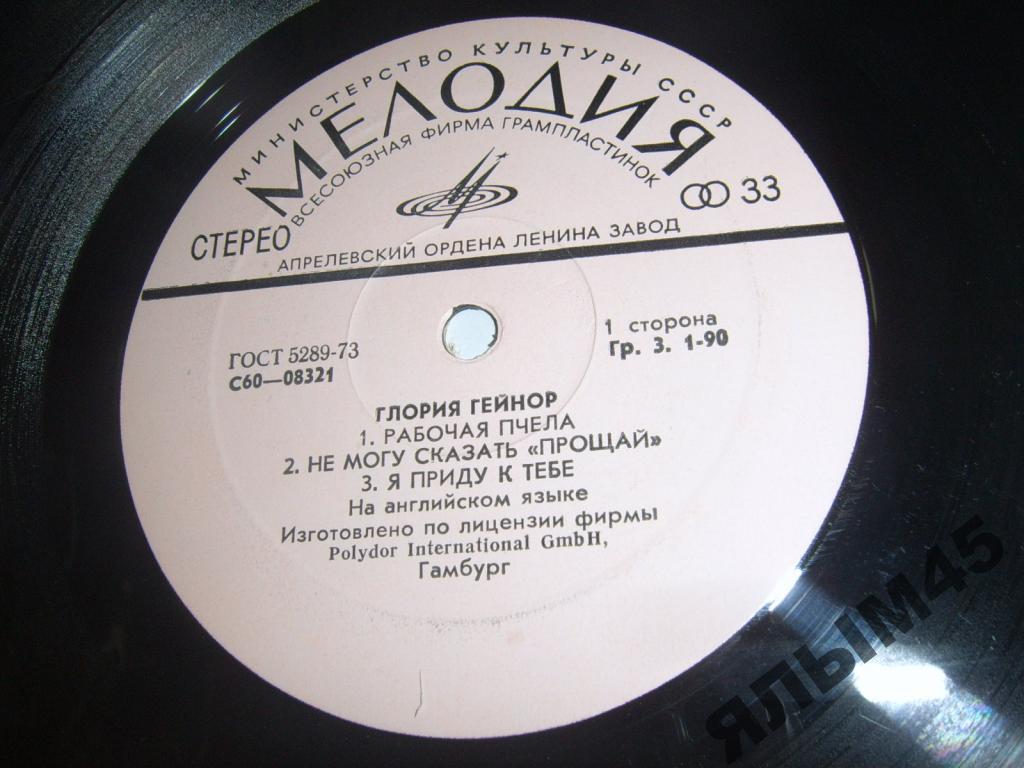 МИНИСТЕРСТВО КУЛЬТУРЫ СССР
МЕЛОДИЯ
ВСЕСОЮЗНАЯ ФИРМА ГРАМПЛАСТИНОК
СТЕРЕО
33
АПРЕЛЕВСКИЙ ОРДЕНА ЛЕНИНА ЗАВОД
ГОСТ 5289-73
С60—08321
1 сторона
Гр. 3. 1-90
ГЛОРИЯ ГЕЙНОР
1. РАБОЧАЯ ПЧЕЛА
2. НЕ МОГУ СКАЗАТЬ «ПРОЩАЙ»
3. Я ПРИДУ К ТЕБЕ
На английском языке
Изготовлено по лицензии фирмы
Polydor International GmbH,
Гамбург
ЯЛЫМ45